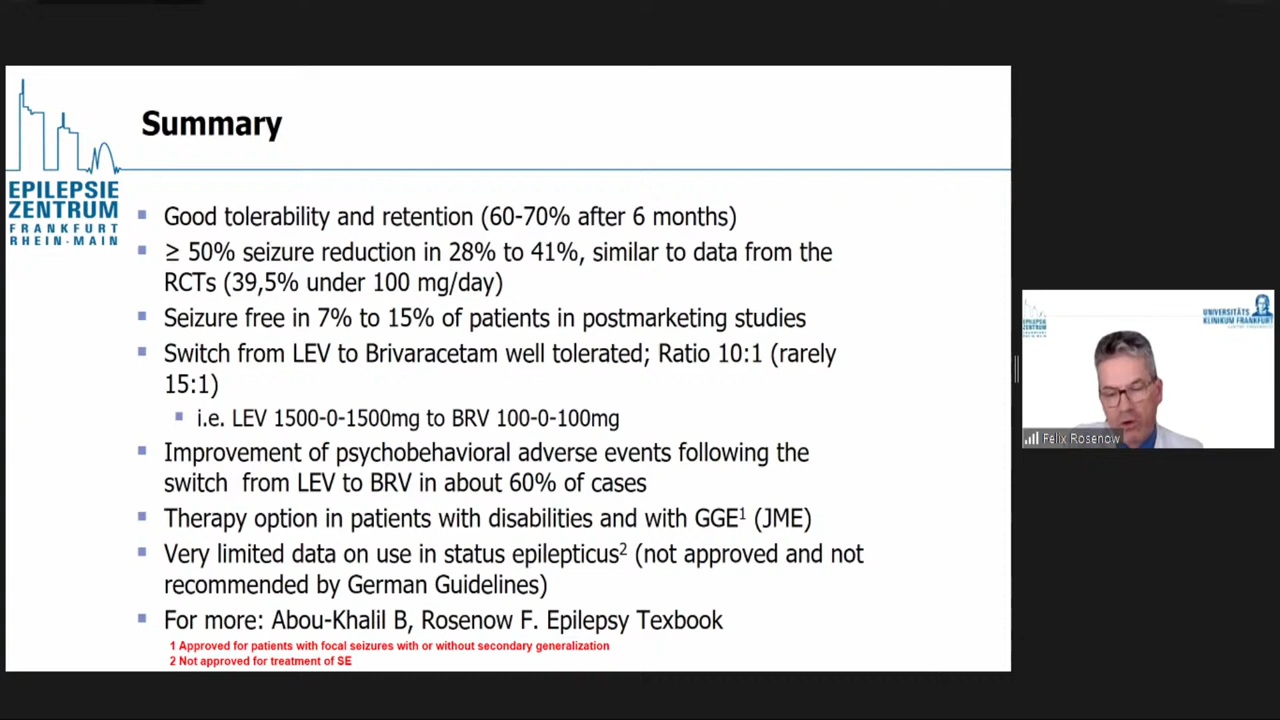 Summary
EPILEPSIE
ZENTRUM
FRANKFURT
RHEIN-MAIN
▪ Good tolerability and retention (60-70% after 6 months)
▪ ≥ 50% seizure reduction in 28% to 41%, similar to data from the
RCTs (39,5% under 100 mg/day)
▪ Seizure free in 7% to 15% of patients in postmarketing studies
▪ Switch from LEV to Brivaracetam well tolerated; Ratio 10:1 (rarely
15:1)
▪ i.e. LEV 1500-0-1500mg to BRV 100-0-100mg
▪ Improvement of psychobehavioral adverse events following the
switch from LEV to BRV in about 60% of cases
▪ Therapy option in patients with disabilities and with GGE¹ (JME)
▪ Very limited data on use in status epilepticus² (not approved and not
recommended by German Guidelines)
▪ For more: Abou-Khalil B, Rosenow F. Epilepsy Texbook
1 Approved for patients with focal seizures with or without secondary generalization
2 Not approved for treatment of SE
UNIVERSITÄTS
KLINIKUM FRANKFURT
Felix Rosenow